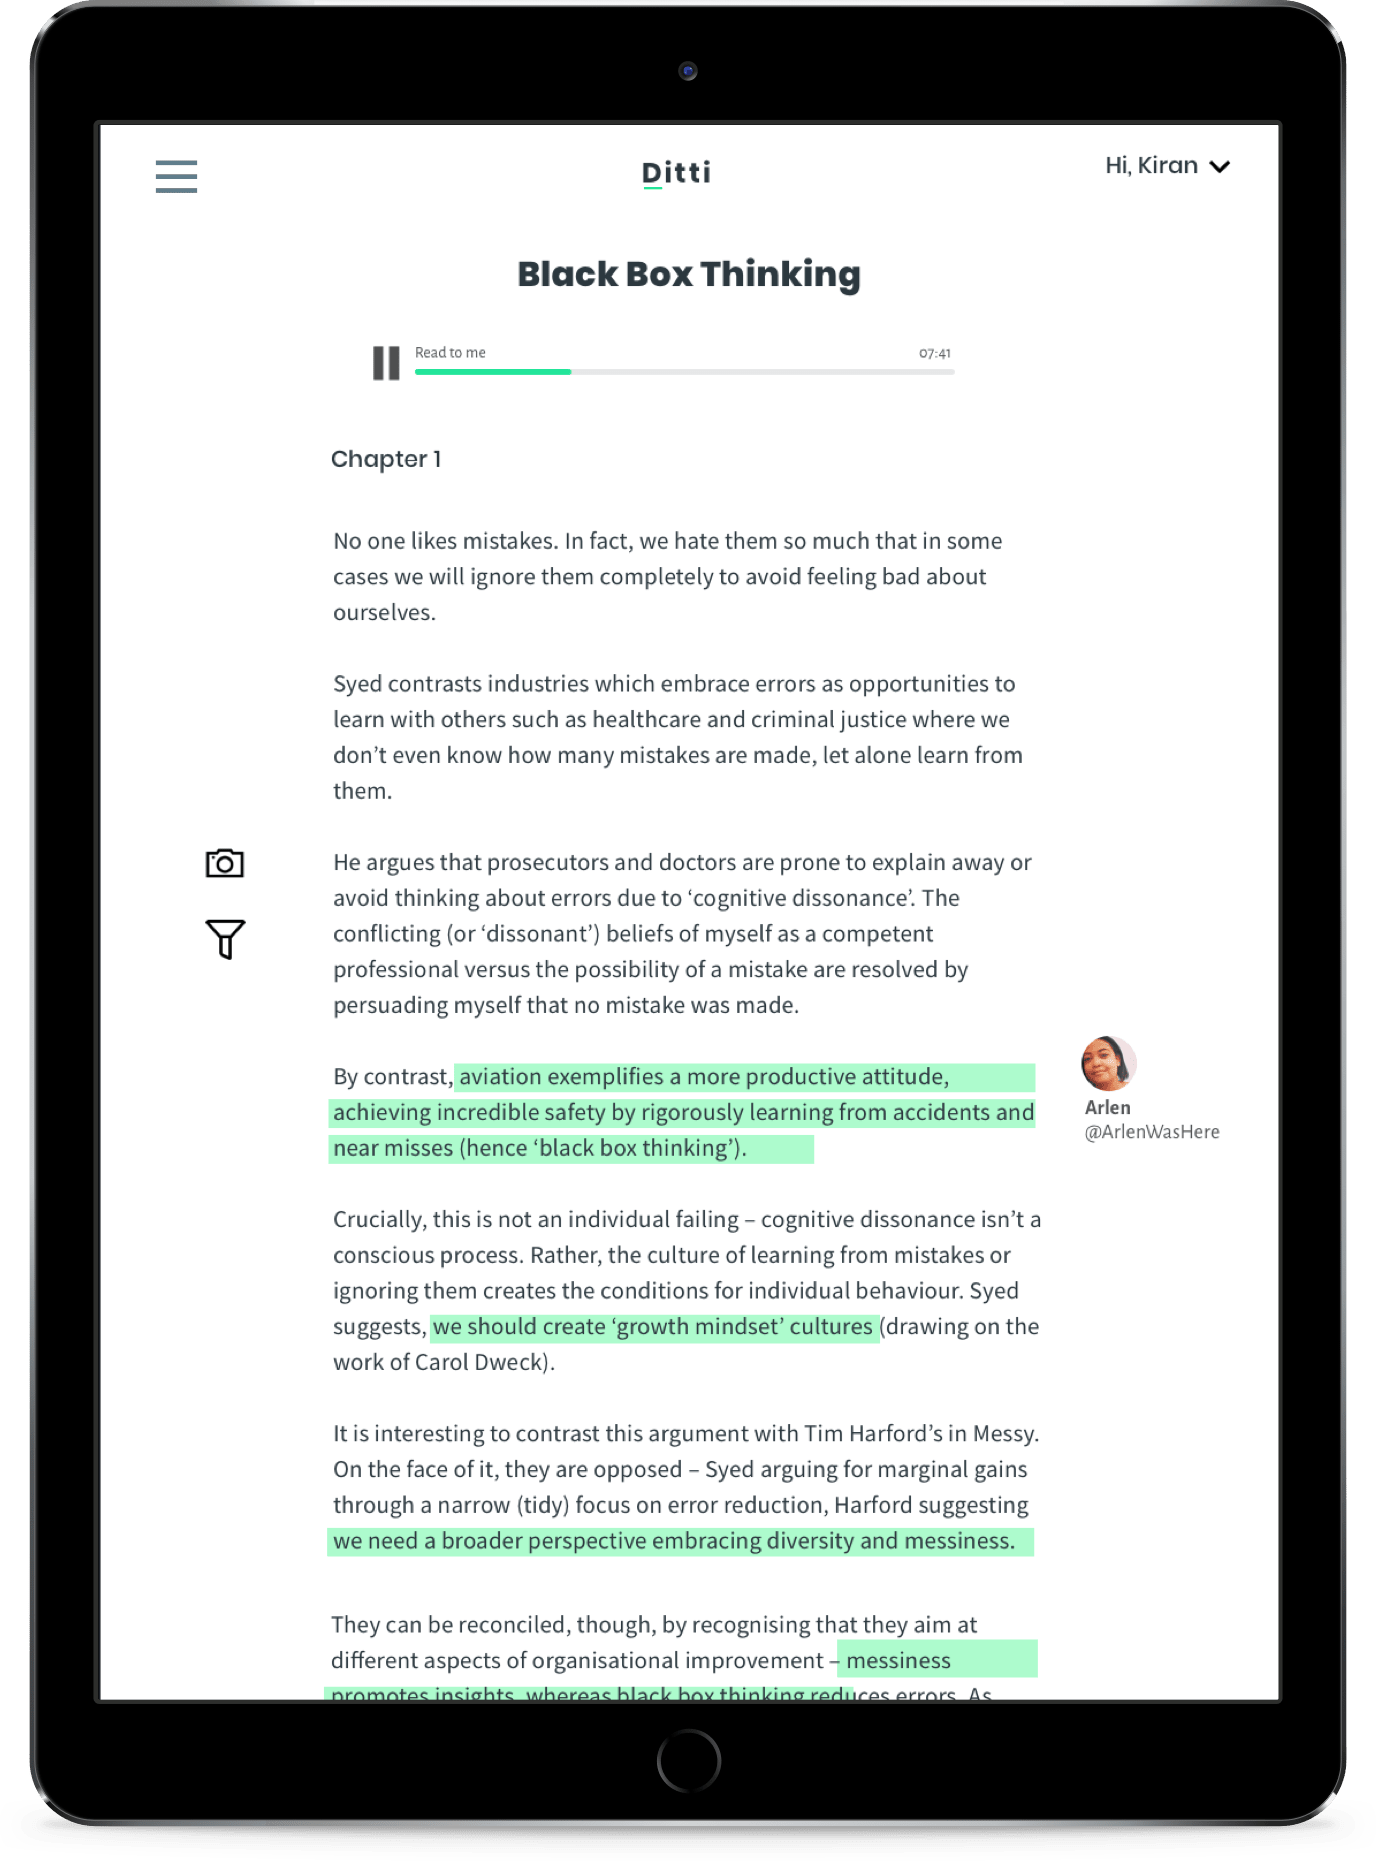 Ditti
Hi, Kiran
Black Box Thinking
Read to me
07:41
Chapter 1
No one likes mistakes. In fact, we hate them so much that in some
cases we will ignore them completely to avoid feeling bad about
ourselves.
Syed contrasts industries which embrace errors as opportunities to
learn with others such as healthcare and criminal justice where we
don’t even know how many mistakes are made, let alone learn from
them.
He argues that prosecutors and doctors are prone to explain away or
avoid thinking about errors due to ‘cognitive dissonance’. The
conflicting (or ‘dissonant’) beliefs of myself as a competent
professional versus the possibility of a mistake are resolved by
persuading myself that no mistake was made.
By contrast, aviation exemplifies a more productive attitude,
achieving incredible safety by rigorously learning from accidents and
near misses (hence ‘black box thinking’).
Arlen
@ArlenWasHere
Crucially, this is not an individual failing – cognitive dissonance isn’t a
conscious process. Rather, the culture of learning from mistakes or
ignoring them creates the conditions for individual behaviour. Syed
suggests, we should create ‘growth mindset’ cultures (drawing on the
work of Carol Dweck).
It is interesting to contrast this argument with Tim Harford’s in Messy.
On the face of it, they are opposed – Syed arguing for marginal gains
through a narrow (tidy) focus on error reduction, Harford suggesting
we need a broader perspective embracing diversity and messiness.
They can be reconciled, though, by recognising that they aim at
different aspects of organisational improvement – messiness
promotes insights, whereas black box thinking reduces errors. As